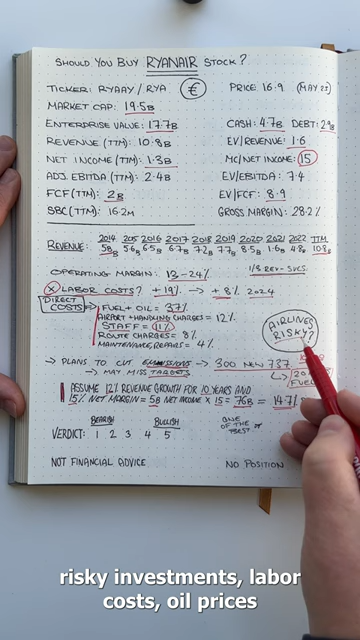 SHOULD YOU BUY RYANAIR STOCK?
TICKER: RYAAY / RYA € PRICE 16.9 (MAY 23)
MARKET CAP: 19.5B
ENTERPRISE VALUE: 17.7B CASH: 4.7B DEBT: 2.9B
REVENUE (TTM): 10.8B EV/REVENUE: 1.6
NET INCOME (TTM): 1.3B MC/NET INCOME: 15
ADJ. EBITDA (TTM): 2.4B EV/EBITDA: 7.4
FCF (TTM): 2B EV/FCF: 8.9
SBC (TTM): 16.2M GROSS MARGIN: 28.2%
2014 2015 2016 2017 2018 2019 2020 2021 2022 TTM
REVENUE: 5B 5.6B 6.5B 6.7B 7.2B 7.7B 8.5B 1.6B 4.8B 10.8B
OPERATING MARGIN: 13-24% 1/3 REV = SVCS.
X LABOR COSTS? +19% → +8% 2024
DIRECT COSTS → FUEL + OIL = 37%
AIRPORT + HANDLING CHARGES = 12%
STAFF = 11%
ROUTE CHARGES = 8%
MAINTENANCE, REPAIRS = 4%
AIRLINES RISKY?
- PLANS TO CUT EMISSIONS → 300 NEW 737
→ MAY MISS TARGETS FUEL
ASSUME 12% REVENUE GROWTH FOR 10 YEARS AND
15% NET MARGIN = 5B NET INCOME × 15 = 76B = 14.7%
BEARISH BULLISH
VERDICT: 1 2 3 4 5
ONE OF THE BEST
NOT FINANCIAL ADVICE NO POSITION
risky investments, labor
costs, oil prices